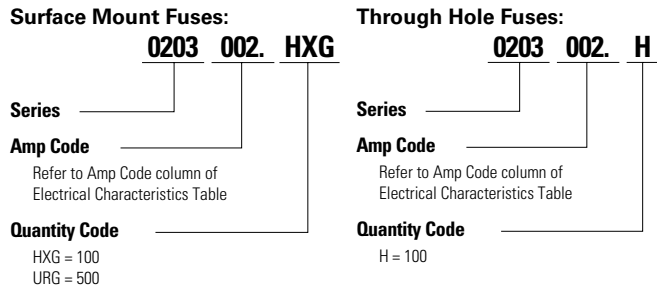 Surface Mount Fuses:
0203 002. HXG
Series
Amp Code
Refer to Amp Code column of
Electrical Characteristics Table
Quantity Code
HXG = 100
URG = 500
Through Hole Fuses:
0203 002. H
Series
Amp Code
Refer to Amp Code column of
Electrical Characteristics Table
Quantity Code
H = 100